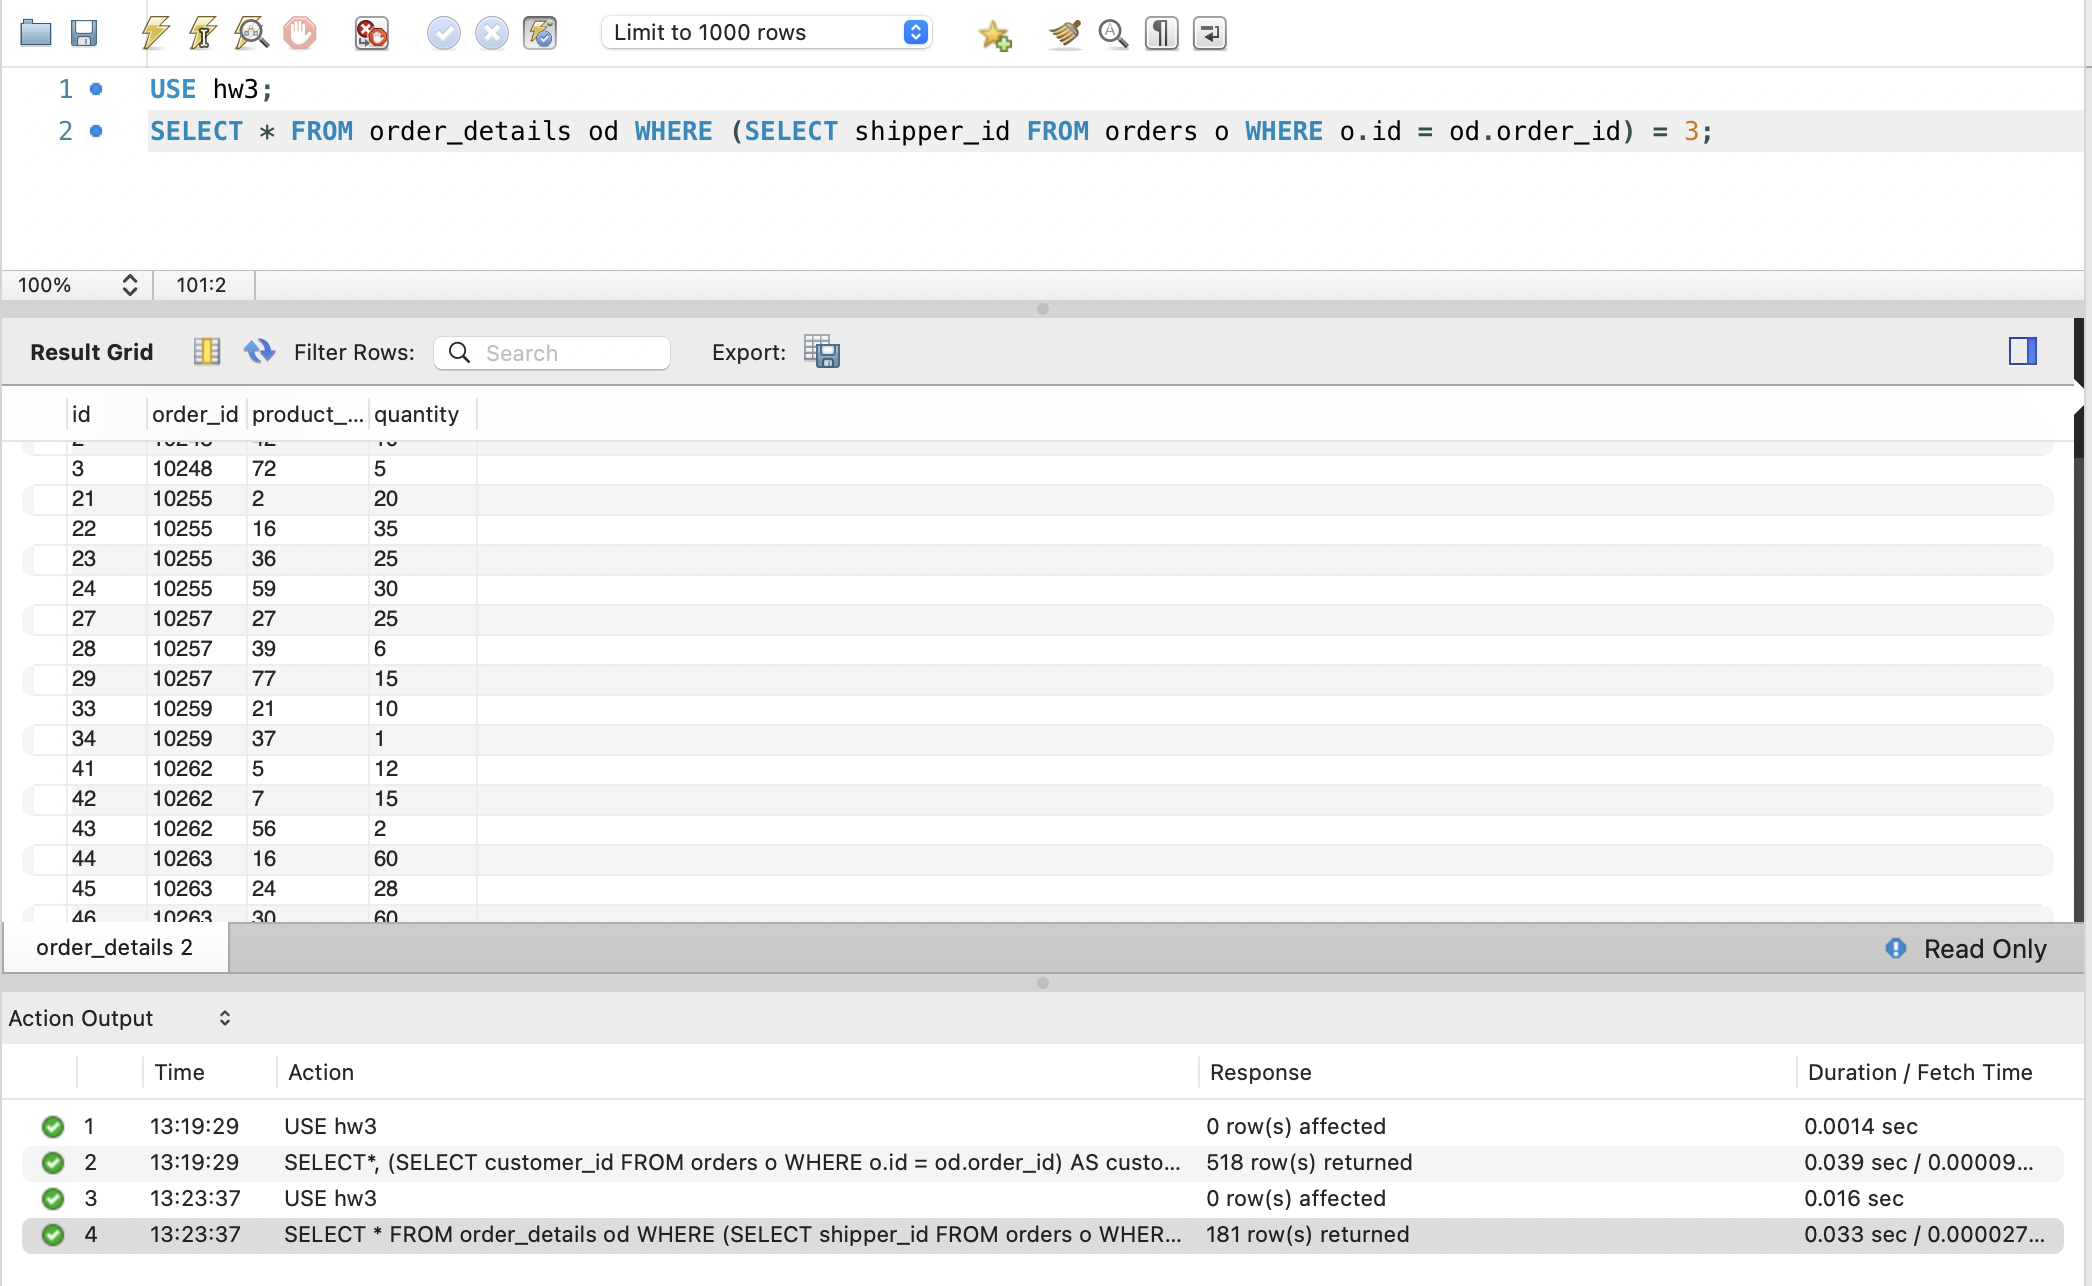 Limit to 1000 rows
1 USE hw3;
2 SELECT * FROM order_details od WHERE (SELECT shipper_id FROM orders o WHERE o.id = od.order_id) = 3;
100% 101:2
Result Grid Filter Rows: Search Export:
id order_id product_... quantity
3 10248 72 5
21 10255 2 20
22 10255 16 35
23 10255 36 25
24 10255 59 30
27 10257 27 25
28 10257 39 6
29 10257 77 15
33 10259 21 10
34 10259 37 1
41 10262 5 12
42 10262 7 15
43 10262 56 2
44 10263 16 60
45 10263 24 28
46 10263 30 60
order_details 2 Read Only
Action Output
Time Action Response Duration / Fetch Time
1 13:19:29 USE hw3 0 row(s) affected 0.0014 sec
2 13:19:29 SELECT*, (SELECT customer_id FROM orders o WHERE o.id = od.order_id) AS custo... 518 row(s) returned 0.039 sec / 0.00009...
3 13:23:37 USE hw3 0 row(s) affected 0.016 sec
4 13:23:37 SELECT * FROM order_details od WHERE (SELECT shipper_id FROM orders o WHER... 181 row(s) returned 0.033 sec / 0.000027...